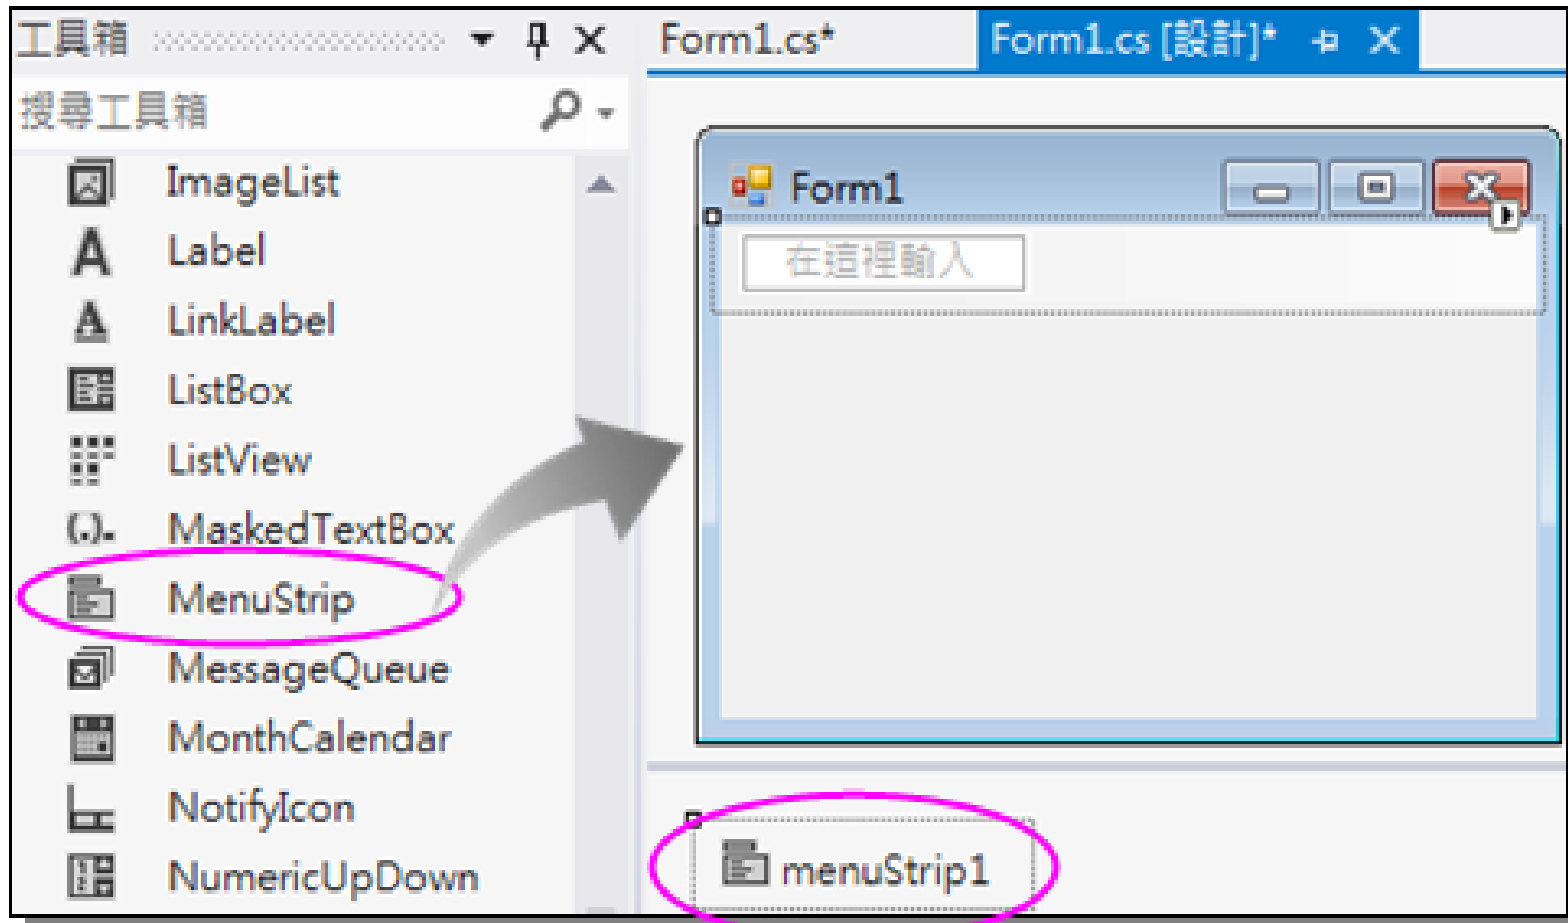 工具箱
搜尋工具箱
ImageList
Label
LinkLabel
ListBox
ListView
MaskedTextBox
MenuStrip
MessageQueue
MonthCalendar
NotifyIcon
NumericUpDown
Form1.cs* Form1.cs [設計]*
Form1
在這裡輸入
menuStrip1